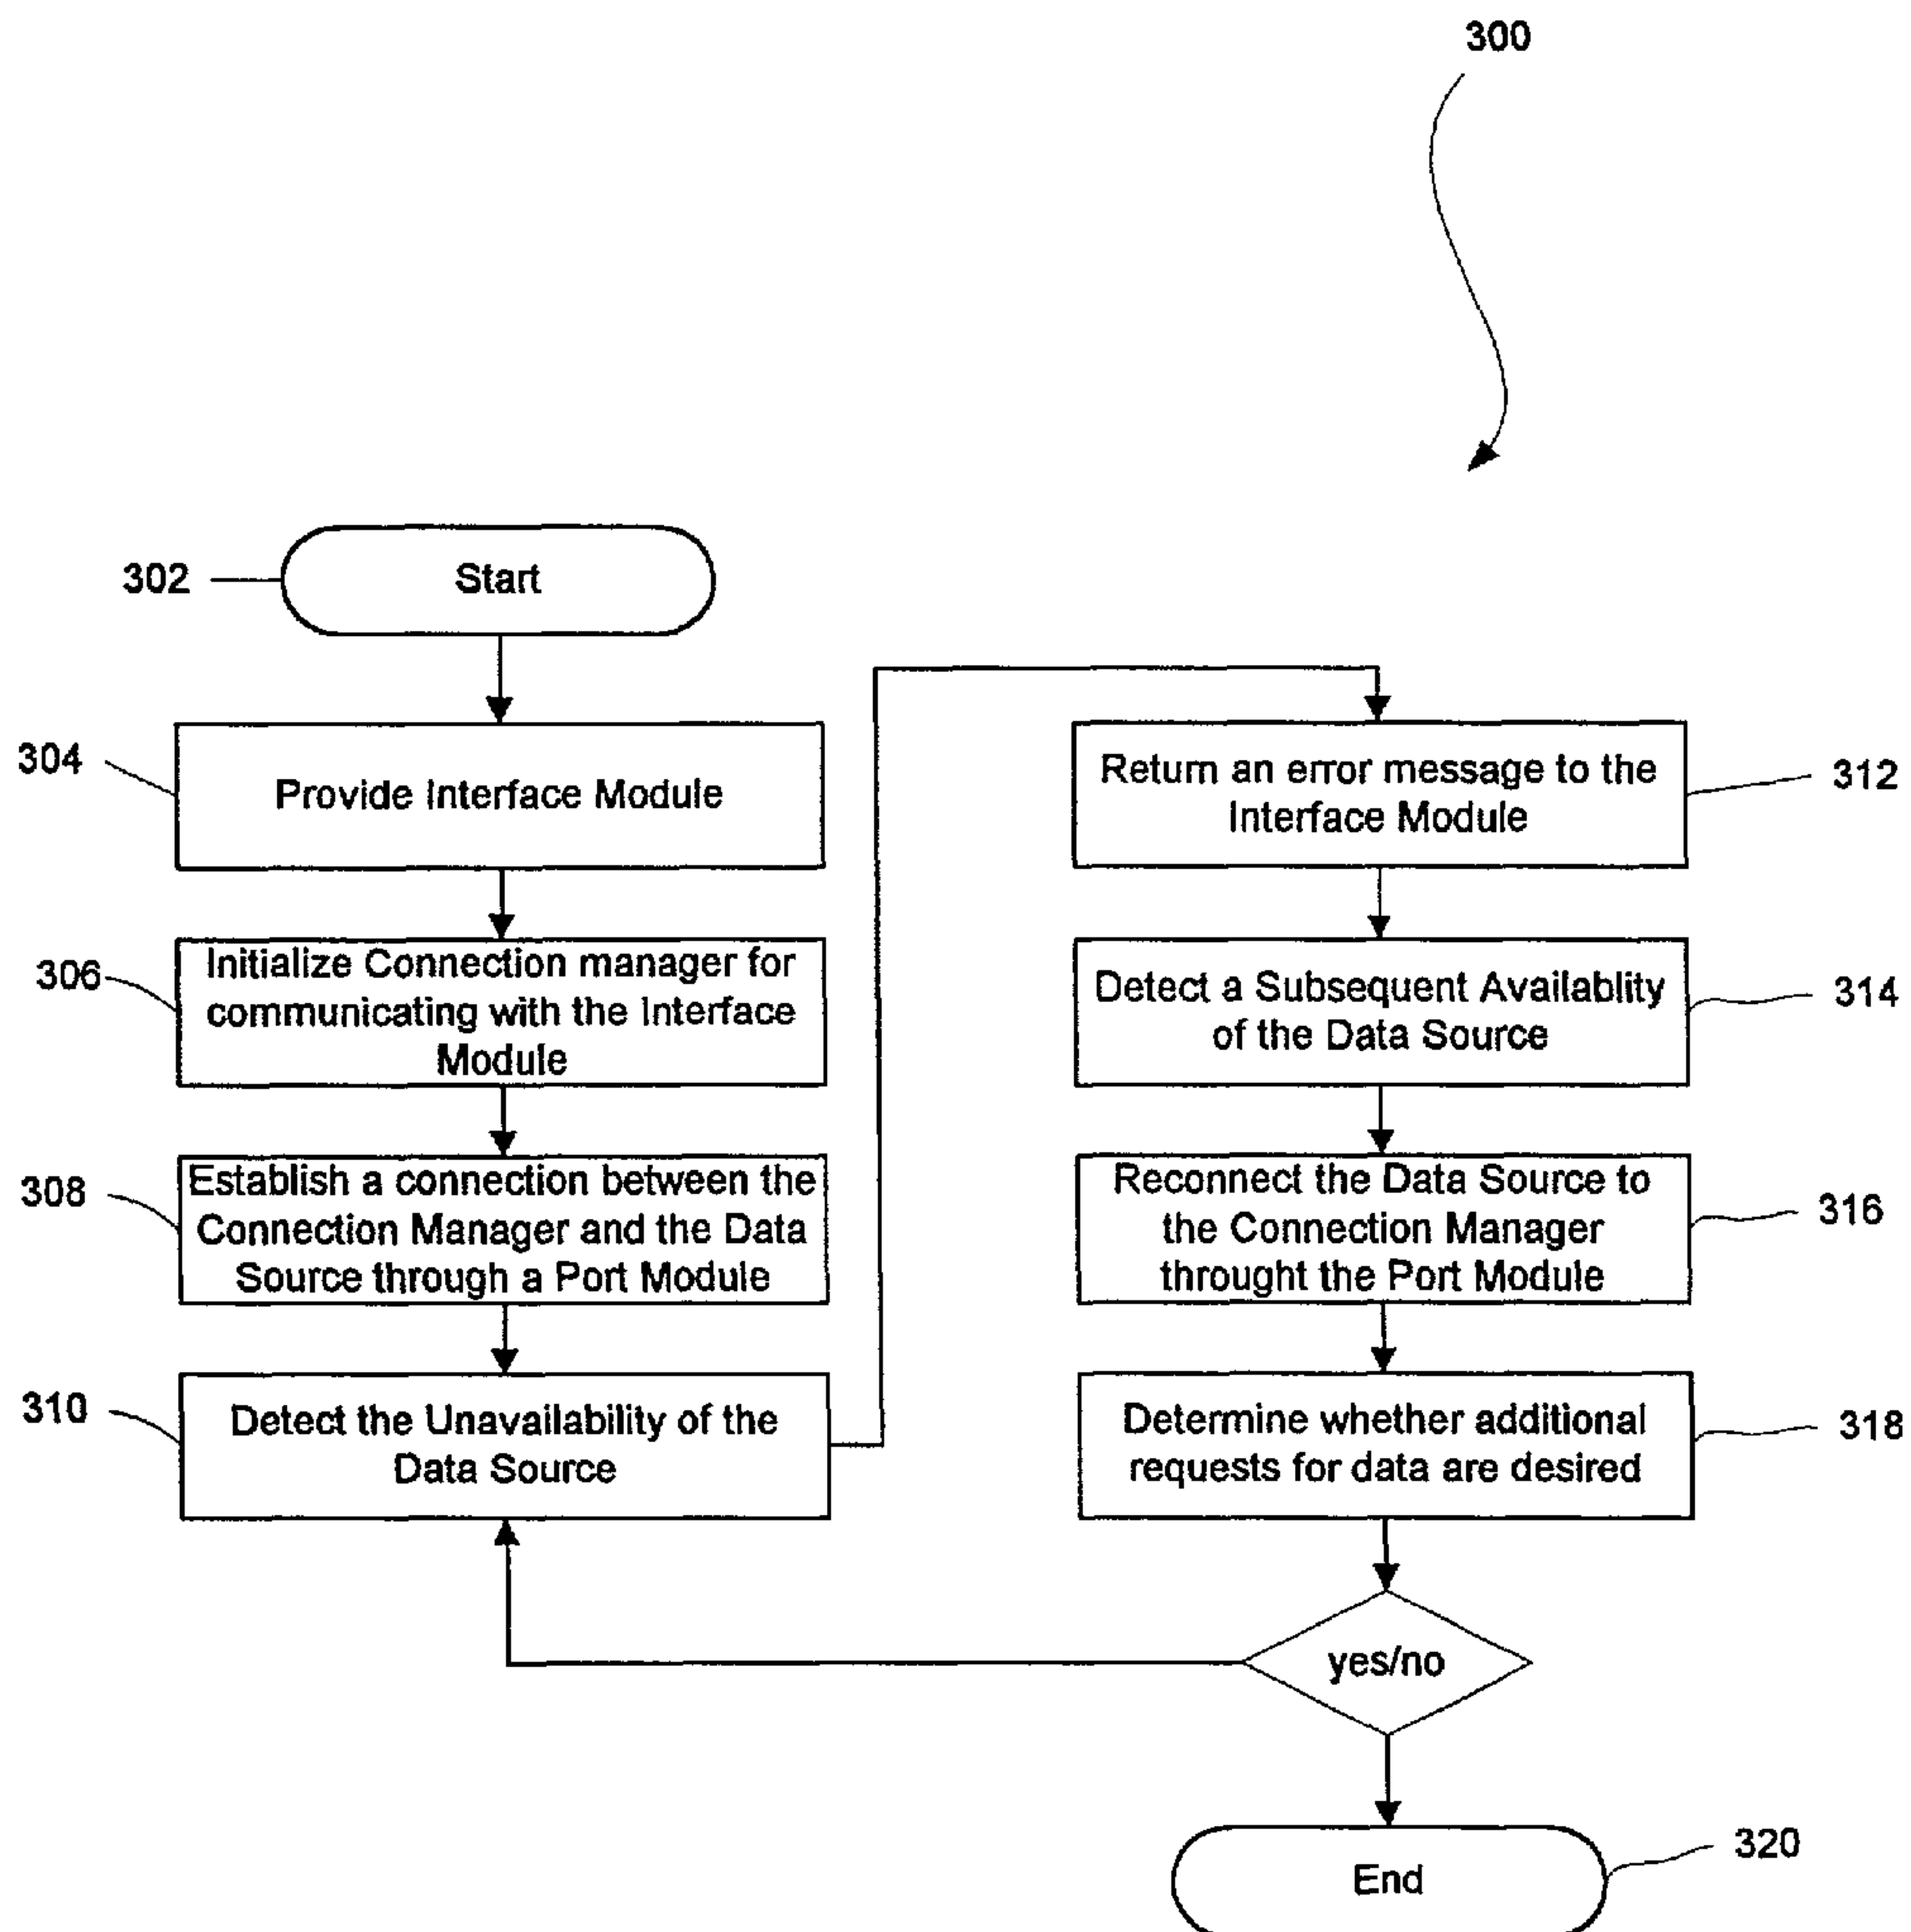 300
302
Start
304
Provide Interface Module
306
Initialize Connection manager for
communicating with the Interface
Module
308
Establish a connection between the
Connection Manager and the Data
Source through a Port Module
310
Detect the Unavailability of the
Data Source
Return an error message to the
Interface Module
312
Detect a Subsequent Availablity
of the Data Source
314
Reconnect the Data Source to
the Connection Manager
throught the Port Module
316
Determine whether additional
requests for data are desired
318
yes/no
End
320